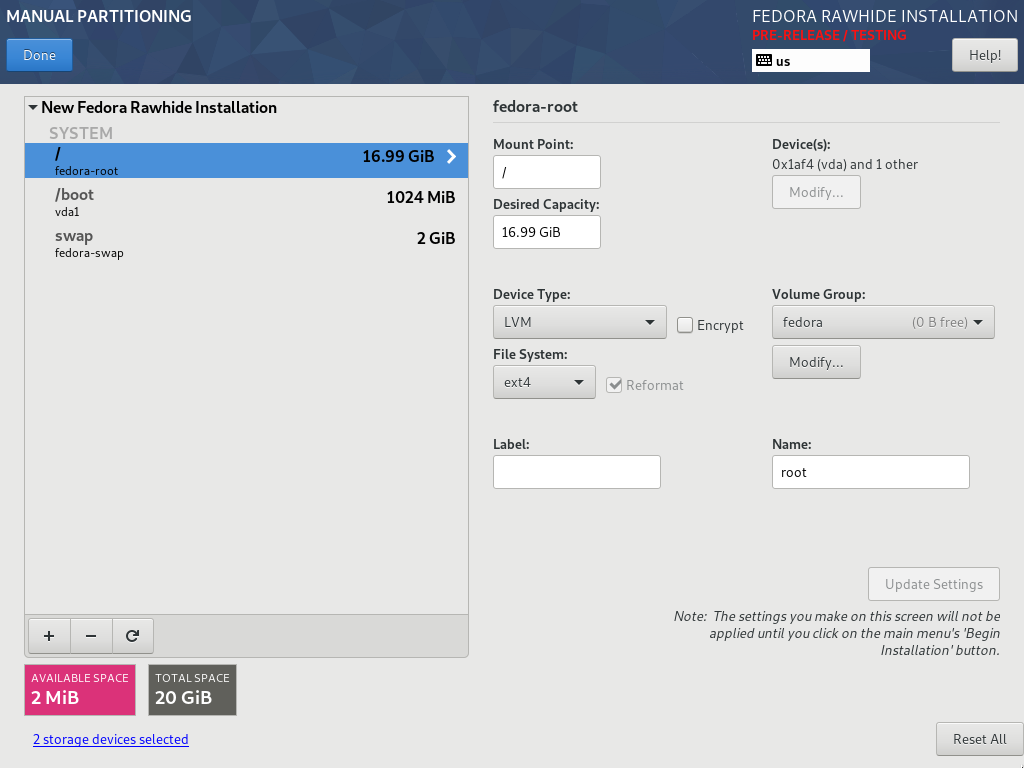 MANUAL PARTITIONING
FEDORA RAWHIDE INSTALLATION
PRE-RELEASE / TESTING
Done
us
Help!
New Fedora Rawhide Installation
SYSTEM
/
16.99 GiB
fedora-root
/boot
1024 MiB
vda1
swap
2 GiB
fedora-swap
+ −
AVAILABLE SPACE
2 MiB
TOTAL SPACE
20 GiB
2 storage devices selected
fedora-root
Mount Point:
/
Desired Capacity:
16.99 GiB
Device(s):
0x1af4 (vda) and 1 other
Modify...
Device Type:
LVM
Encrypt
File System:
ext4
Reformat
Volume Group:
fedora (0 B free)
Modify...
Label:
Name:
root
Update Settings
Note: The settings you make on this screen will not be
applied until you click on the main menu's 'Begin
Installation' button.
Reset All